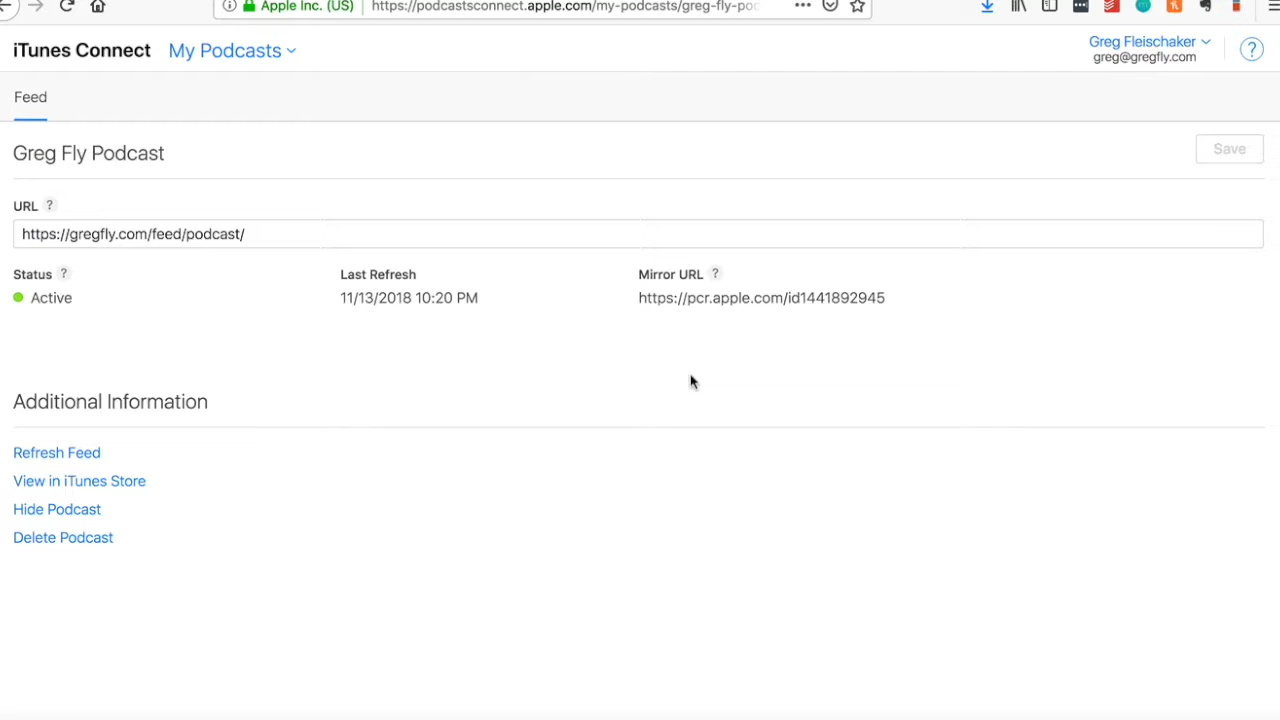 Apple Inc. (US) https://podcastsconnect.apple.com/my-podcasts/greg-fly-po
iTunes Connect My Podcasts
Greg Fleischaker
greg@gregfly.com
?
Feed
Greg Fly Podcast
Save
URL ?
https://gregfly.com/feed/podcast/
Status ? Last Refresh Mirror URL ?
Active 11/13/2018 10:20 PM https://pcr.apple.com/id1441892945
Additional Information
Refresh Feed
View in iTunes Store
Hide Podcast
Delete Podcast